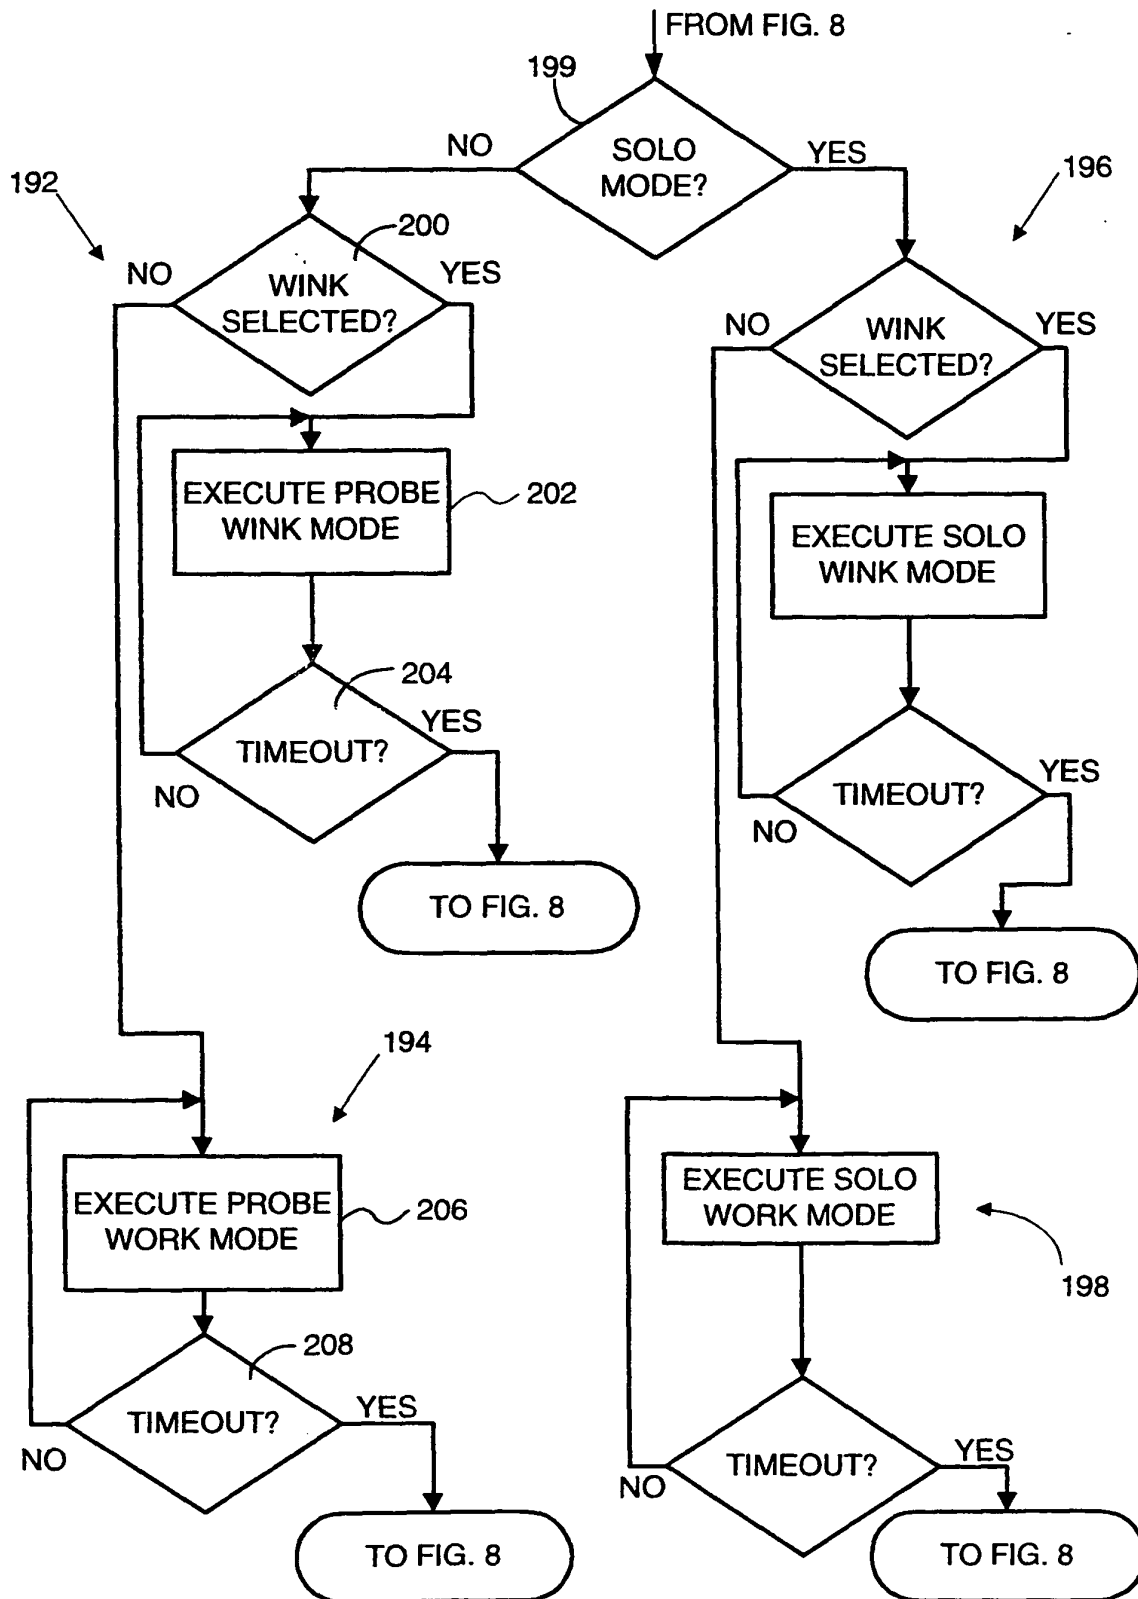 FROM FIG. 8
199
NO
SOLO
MODE?
YES
192
196
200
NO
WINK
SELECTED?
YES
NO
WINK
SELECTED?
YES
EXECUTE PROBE
WINK MODE
202
EXECUTE SOLO
WINK MODE
204
TIMEOUT?
YES
NO
TIMEOUT?
YES
NO
TO FIG. 8
TO FIG. 8
194
EXECUTE PROBE
WORK MODE
206
EXECUTE SOLO
WORK MODE
198
208
TIMEOUT?
YES
NO
TIMEOUT?
YES
NO
TO FIG. 8
TO FIG. 8